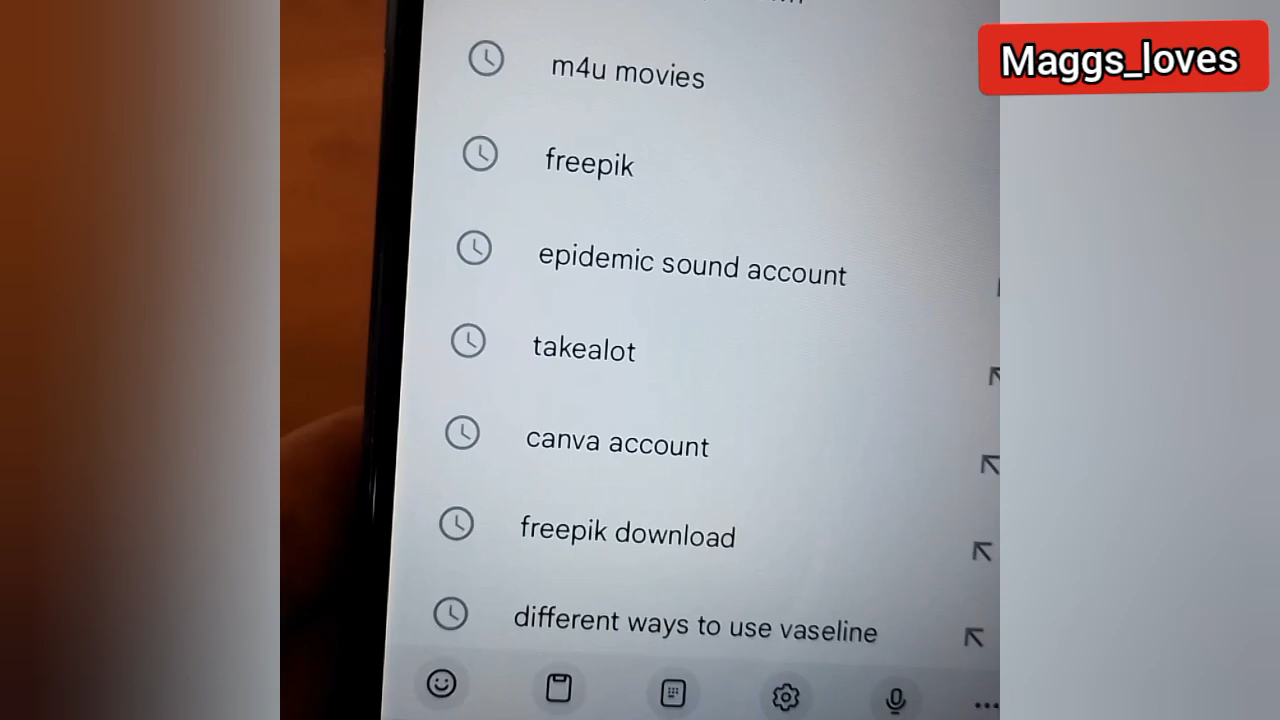 Maggs_loves
m4u movies
freepik
epidemic sound account
takealot
canva account
freepik download
different ways to use vaseline